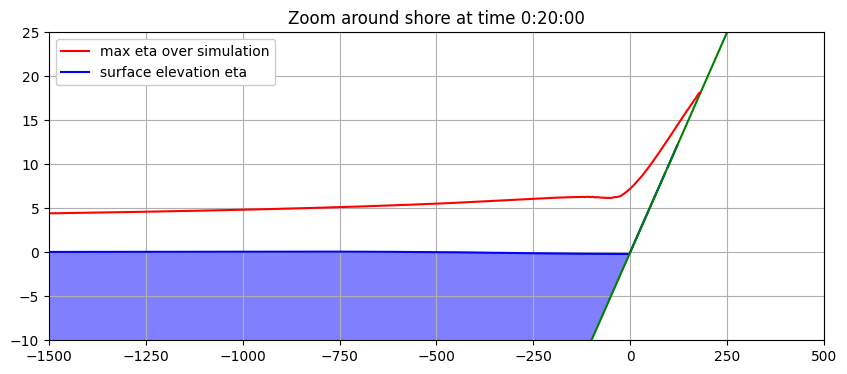 Zoom around shore at time 0:20:00
max eta over simulation
surface elevation eta
25
20
15
10
5
0
−5
−10
−1500 −1250 −1000 −750 −500 −250 0 250 500